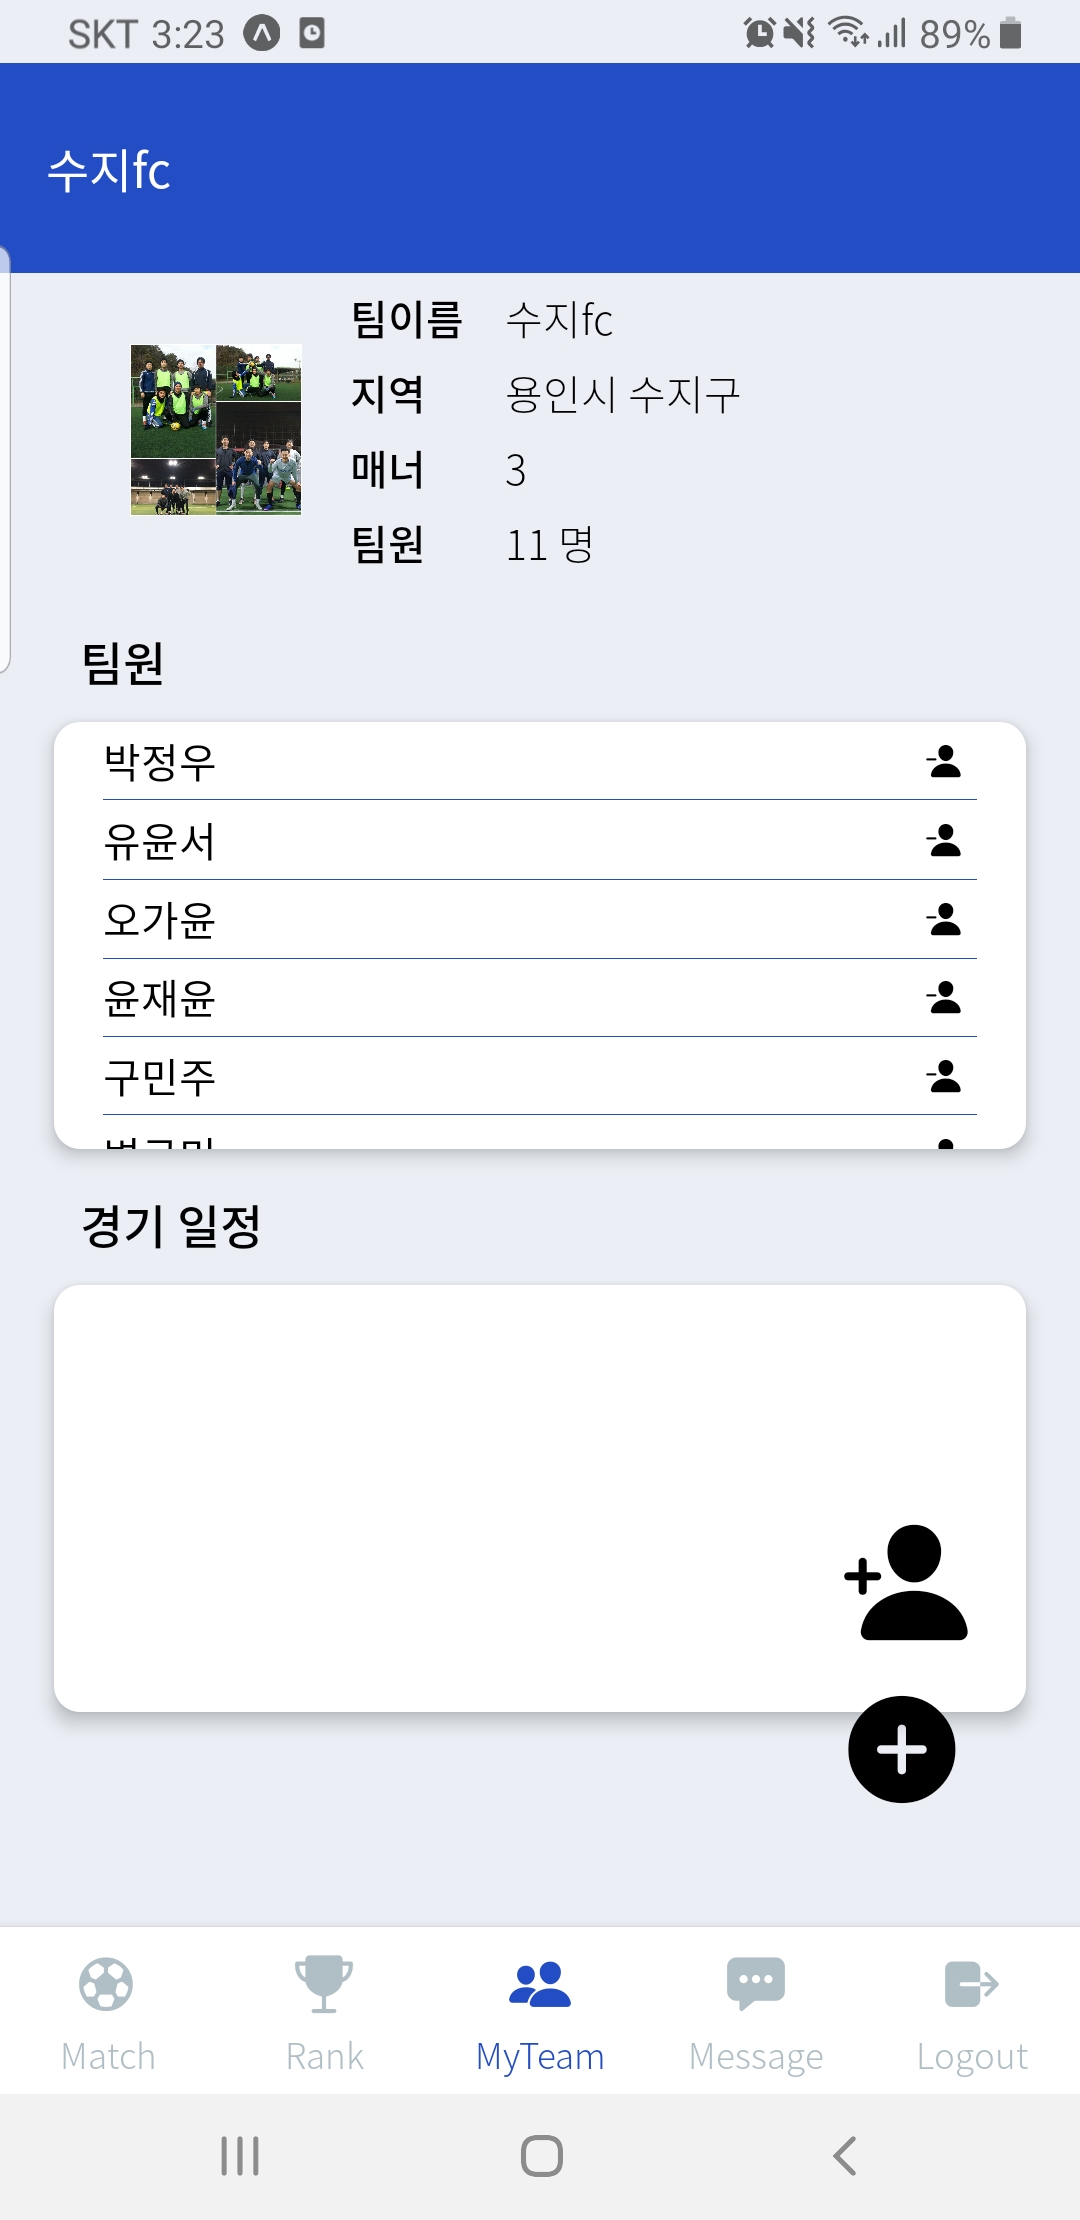 SKT 3:23 89%
수지fc
팀이름 수지fc
지역 용인시 수지구
매너 3
팀원 11 명
팀원
박정우
유윤서
오가윤
윤재윤
구민주
경기 일정
Match Rank MyTeam Message Logout